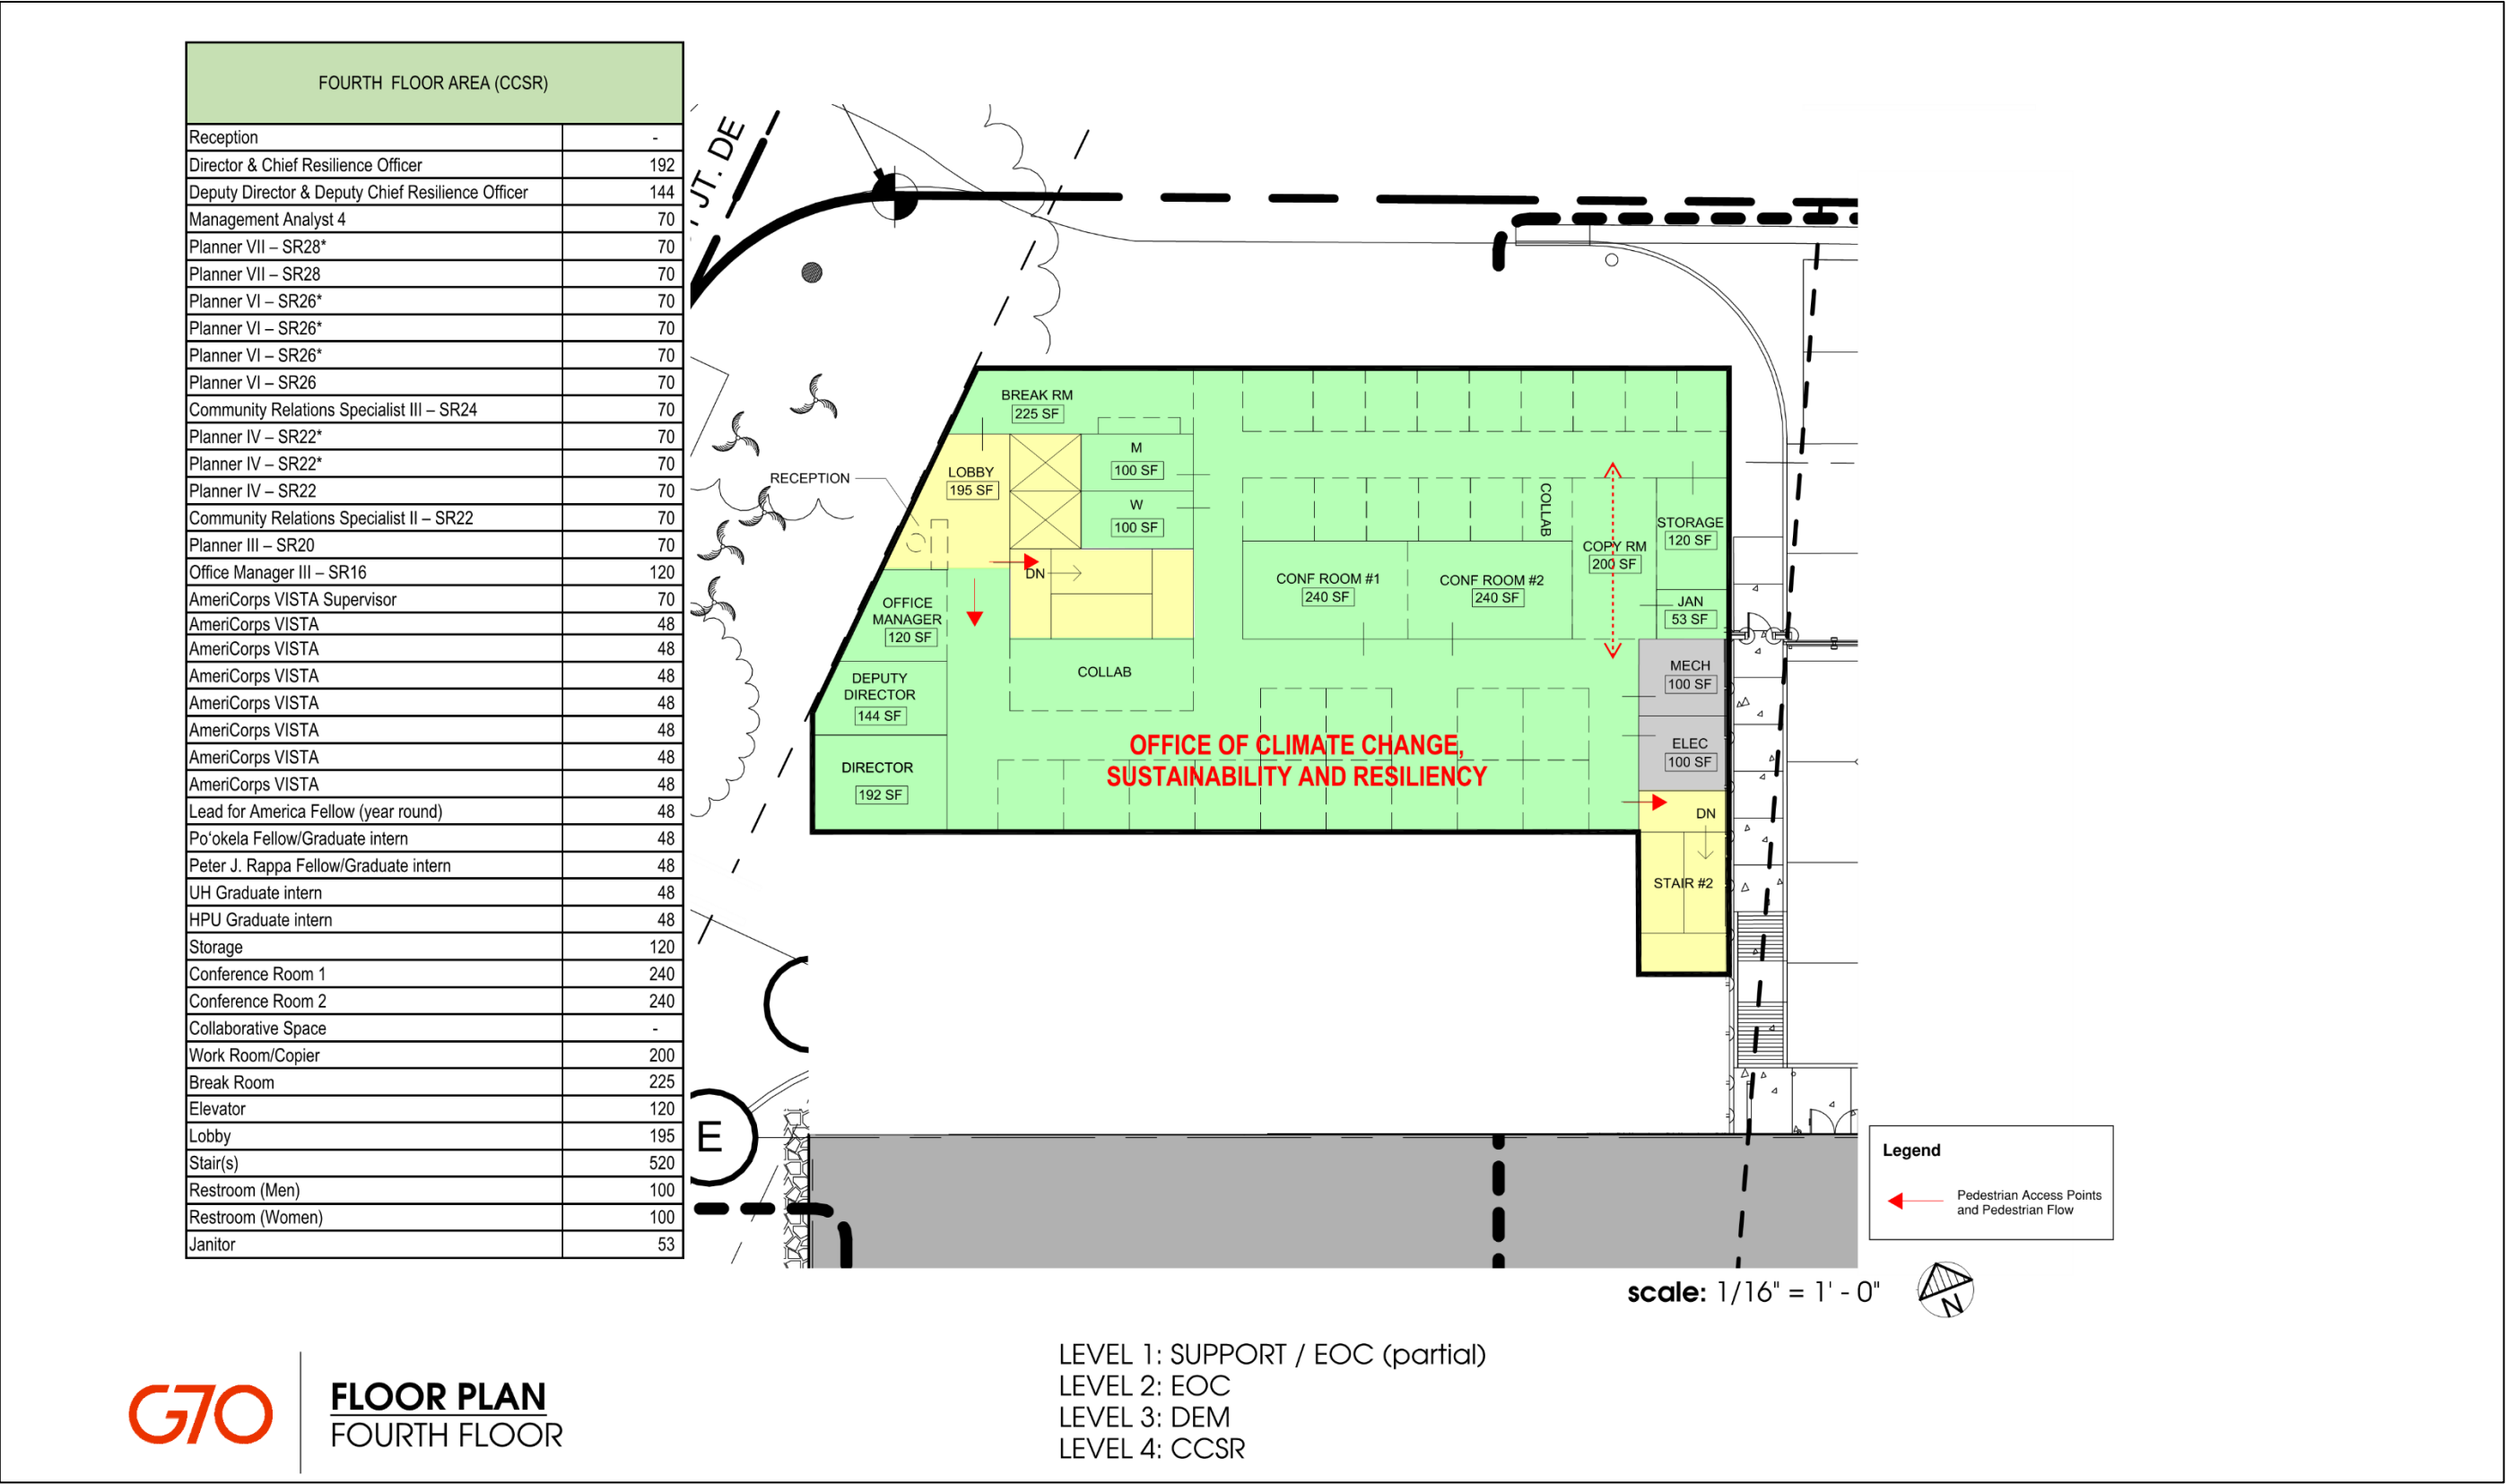 FOURTH  FLOOR AREA (CCSR)
Reception -
Director & Chief Resilience Officer 192
Deputy Director & Deputy Chief Resilience Officer 144
Management Analyst 4 70
Planner VII – SR28* 70
Planner VII – SR28 70
Planner VI – SR26* 70
Planner VI – SR26* 70
Planner VI – SR26* 70
Planner VI – SR26 70
Community Relations Specialist III – SR24 70
Planner IV – SR22* 70
Planner IV – SR22* 70
Planner IV – SR22 70
Community Relations Specialist II – SR22 70
Planner III – SR20 70
Office Manager III – SR16 120
AmeriCorps VISTA Supervisor 70
AmeriCorps VISTA 48
AmeriCorps VISTA 48
AmeriCorps VISTA 48
AmeriCorps VISTA 48
AmeriCorps VISTA 48
AmeriCorps VISTA 48
AmeriCorps VISTA 48
Lead for America Fellow (year round) 48
Poʻokela Fellow/Graduate intern 48
Peter J. Rappa Fellow/Graduate intern 48
UH Graduate intern 48
HPU Graduate intern 48
Storage 120
Conference Room 1 240
Conference Room 2 240
Collaborative Space -
Work Room/Copier 200
Break Room 225
Elevator 120
Lobby 195
Stair(s) 520
Restroom (Men) 100
Restroom (Women) 100
Janitor 53
JT. DE
BREAK RM
225 SF
M
100 SF
LOBBY
195 SF
RECEPTION
W
100 SF
DN
COLLAB
STORAGE
120 SF
COPY RM
200 SF
CONF ROOM #1
240 SF
CONF ROOM #2
240 SF
JAN
53 SF
OFFICE
MANAGER
120 SF
COLLAB
MECH
100 SF
DEPUTY
DIRECTOR
144 SF
OFFICE OF CLIMATE CHANGE,
SUSTAINABILITY AND RESILIENCY
ELEC
100 SF
DIRECTOR
192 SF
DN
STAIR #2
E
Legend
Pedestrian Access Points
and Pedestrian Flow
scale: 1/16" = 1' - 0"
N
G70
FLOOR PLAN
FOURTH FLOOR
LEVEL 1: SUPPORT / EOC (partial)
LEVEL 2: EOC
LEVEL 3: DEM
LEVEL 4: CCSR